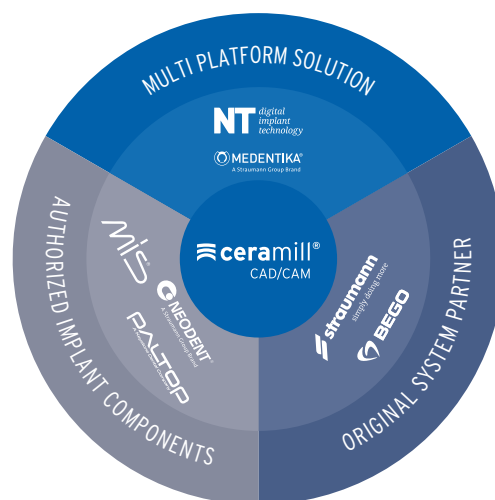 MULTI PLATFORM SOLUTION
NT digital
implant
technology
MEDENTIKA®
A Straumann Group Brand
ceramill®
CAD/CAM
AUTHORIZED IMPLANT COMPONENTS
MiS®
NEODENT®
A Straumann Group Brand
PALTOP
ORIGINAL SYSTEM PARTNER
straumann
simply doing more
BEGO